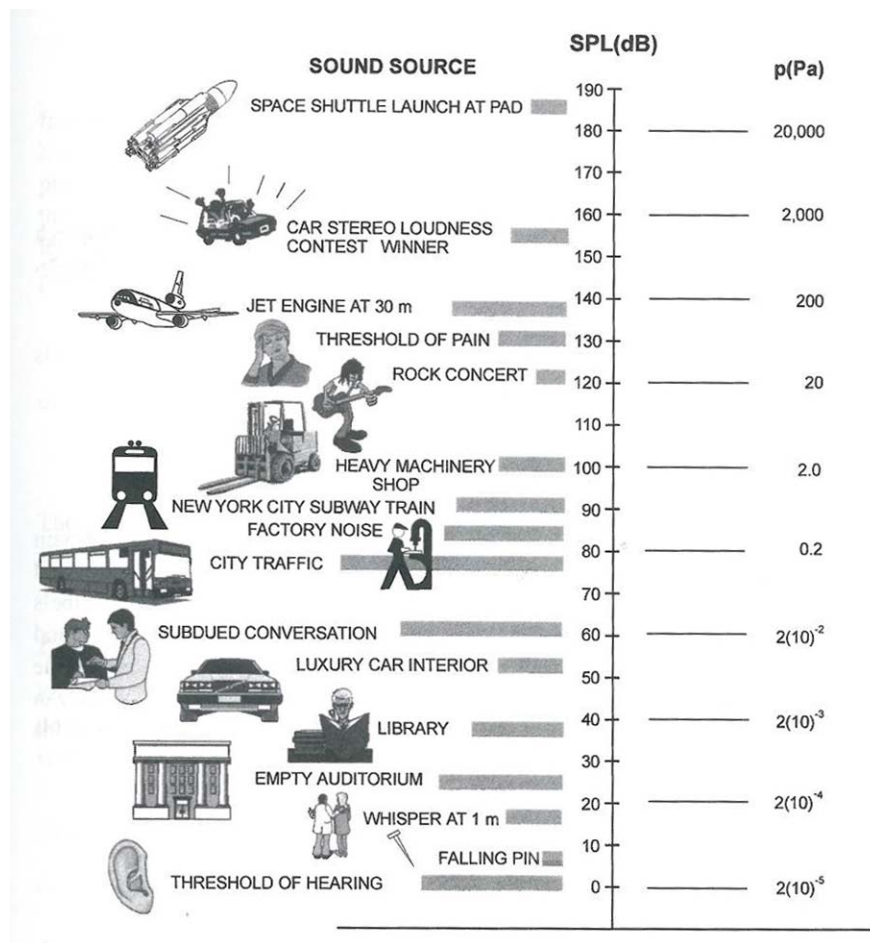 SPL(dB)
SOUND SOURCE
p(Pa)
190
SPACE SHUTTLE LAUNCH AT PAD
180 20,000
170
160 2,000
CAR STEREO LOUDNESS
CONTEST WINNER
150
JET ENGINE AT 30 m
140 200
THRESHOLD OF PAIN 130
ROCK CONCERT
120 20
110
HEAVY MACHINERY
SHOP
100 2.0
NEW YORK CITY SUBWAY TRAIN 90
FACTORY NOISE
80 0.2
CITY TRAFFIC
70
SUBDUED CONVERSATION
60 2(10)⁻²
LUXURY CAR INTERIOR
50
40 2(10)⁻³
LIBRARY
30
EMPTY AUDITORIUM
20 2(10)⁻⁴
WHISPER AT 1 m
10
FALLING PIN
THRESHOLD OF HEARING 0 2(10)⁻⁵